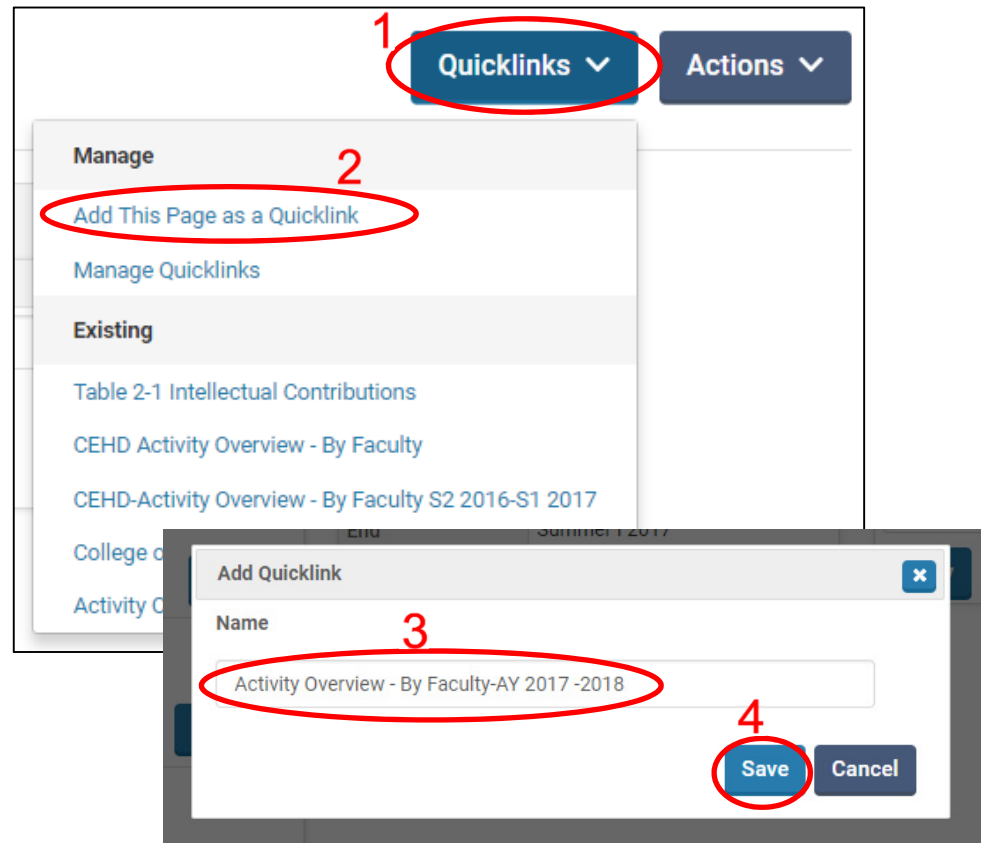 1
Quicklinks
Actions
Manage
2
Add This Page as a Quicklink
Manage Quicklinks
Existing
Table 2-1 Intellectual Contributions
CEHD Activity Overview - By Faculty
CEHD-Activity Overview - By Faculty S2 2016-S1 2017
College o
Activity O
End
Summer I 2017
Add Quicklink
Name
3
Activity Overview - By Faculty-AY 2017 -2018
4
Save
Cancel